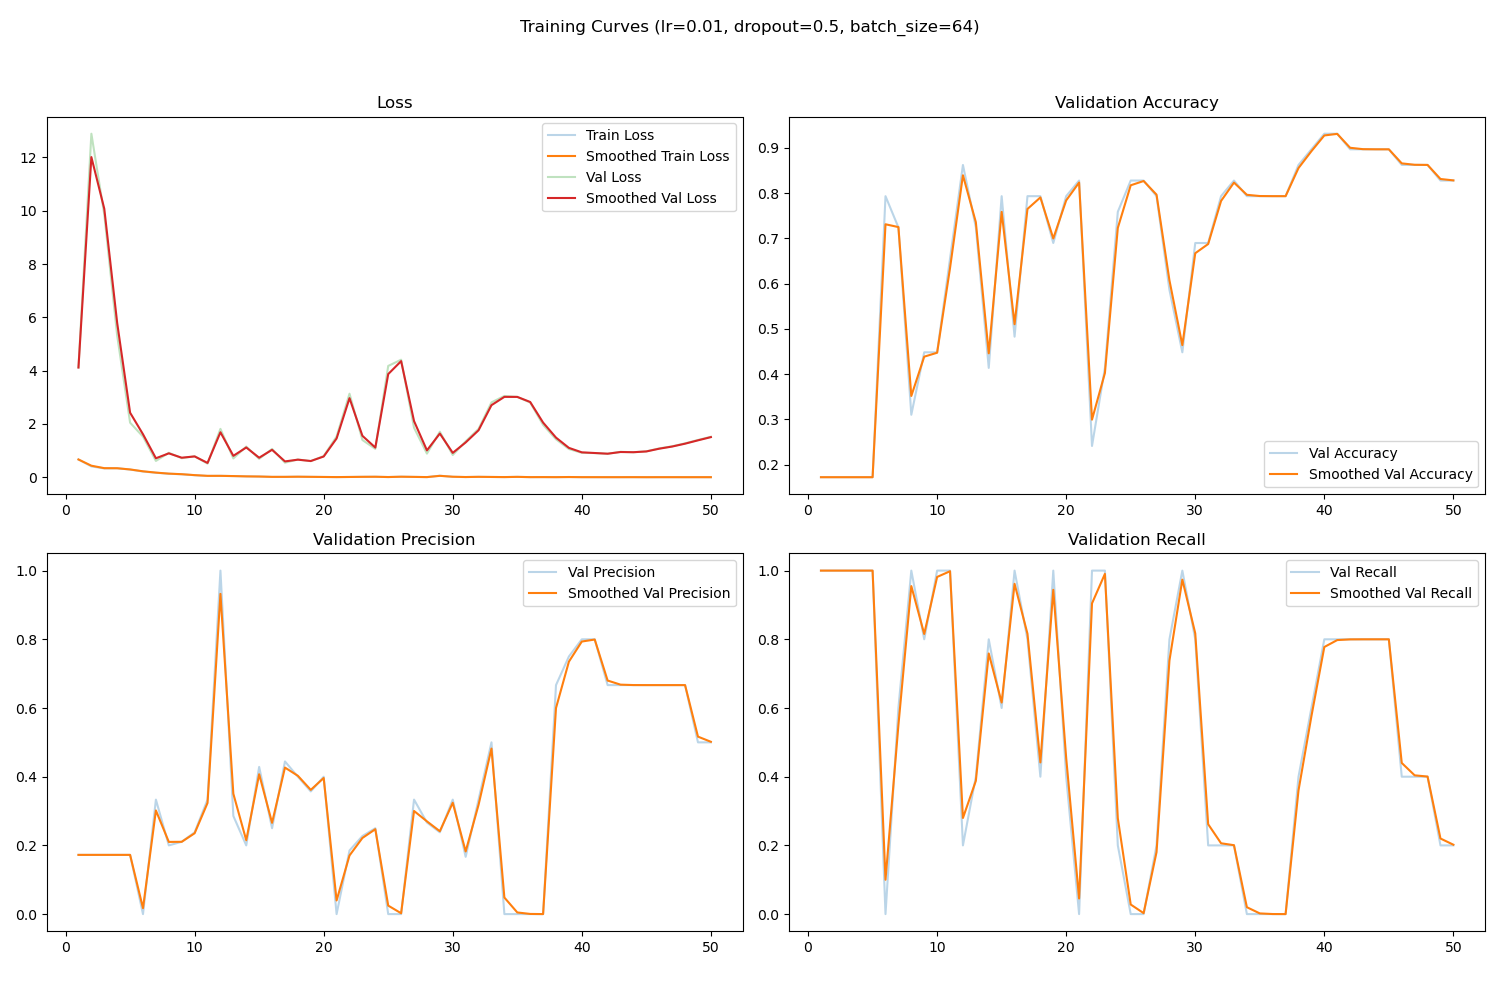 Training Curves (lr=0.01, dropout=0.5, batch_size=64)
Loss
Train Loss
Smoothed Train Loss
Val Loss
Smoothed Val Loss
12
10
8
6
4
2
0
0 10 20 30 40 50
Validation Accuracy
0.9
0.8
0.7
0.6
0.5
0.4
0.3
0.2
Val Accuracy
Smoothed Val Accuracy
0 10 20 30 40 50
Validation Precision
Val Precision
Smoothed Val Precision
1.0
0.8
0.6
0.4
0.2
0.0
0 10 20 30 40 50
Validation Recall
Val Recall
Smoothed Val Recall
1.0
0.8
0.6
0.4
0.2
0.0
0 10 20 30 40 50